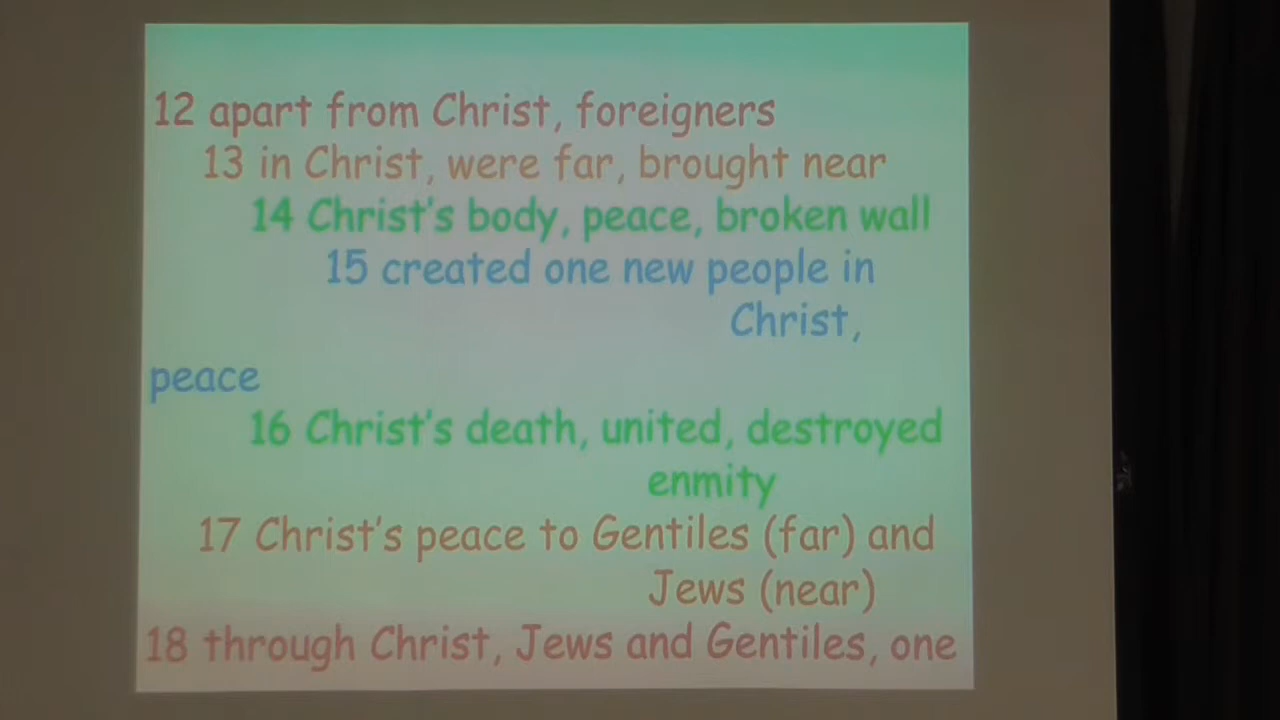 12 apart from Christ, foreigners
13 in Christ, were far, brought near
14 Christ's body, peace, broken wall
15 created one new people in
Christ,
peace
16 Christ's death, united, destroyed
enmity
17 Christ's peace to Gentiles (far) and
Jews (near)
18 through Christ, Jews and Gentiles, one